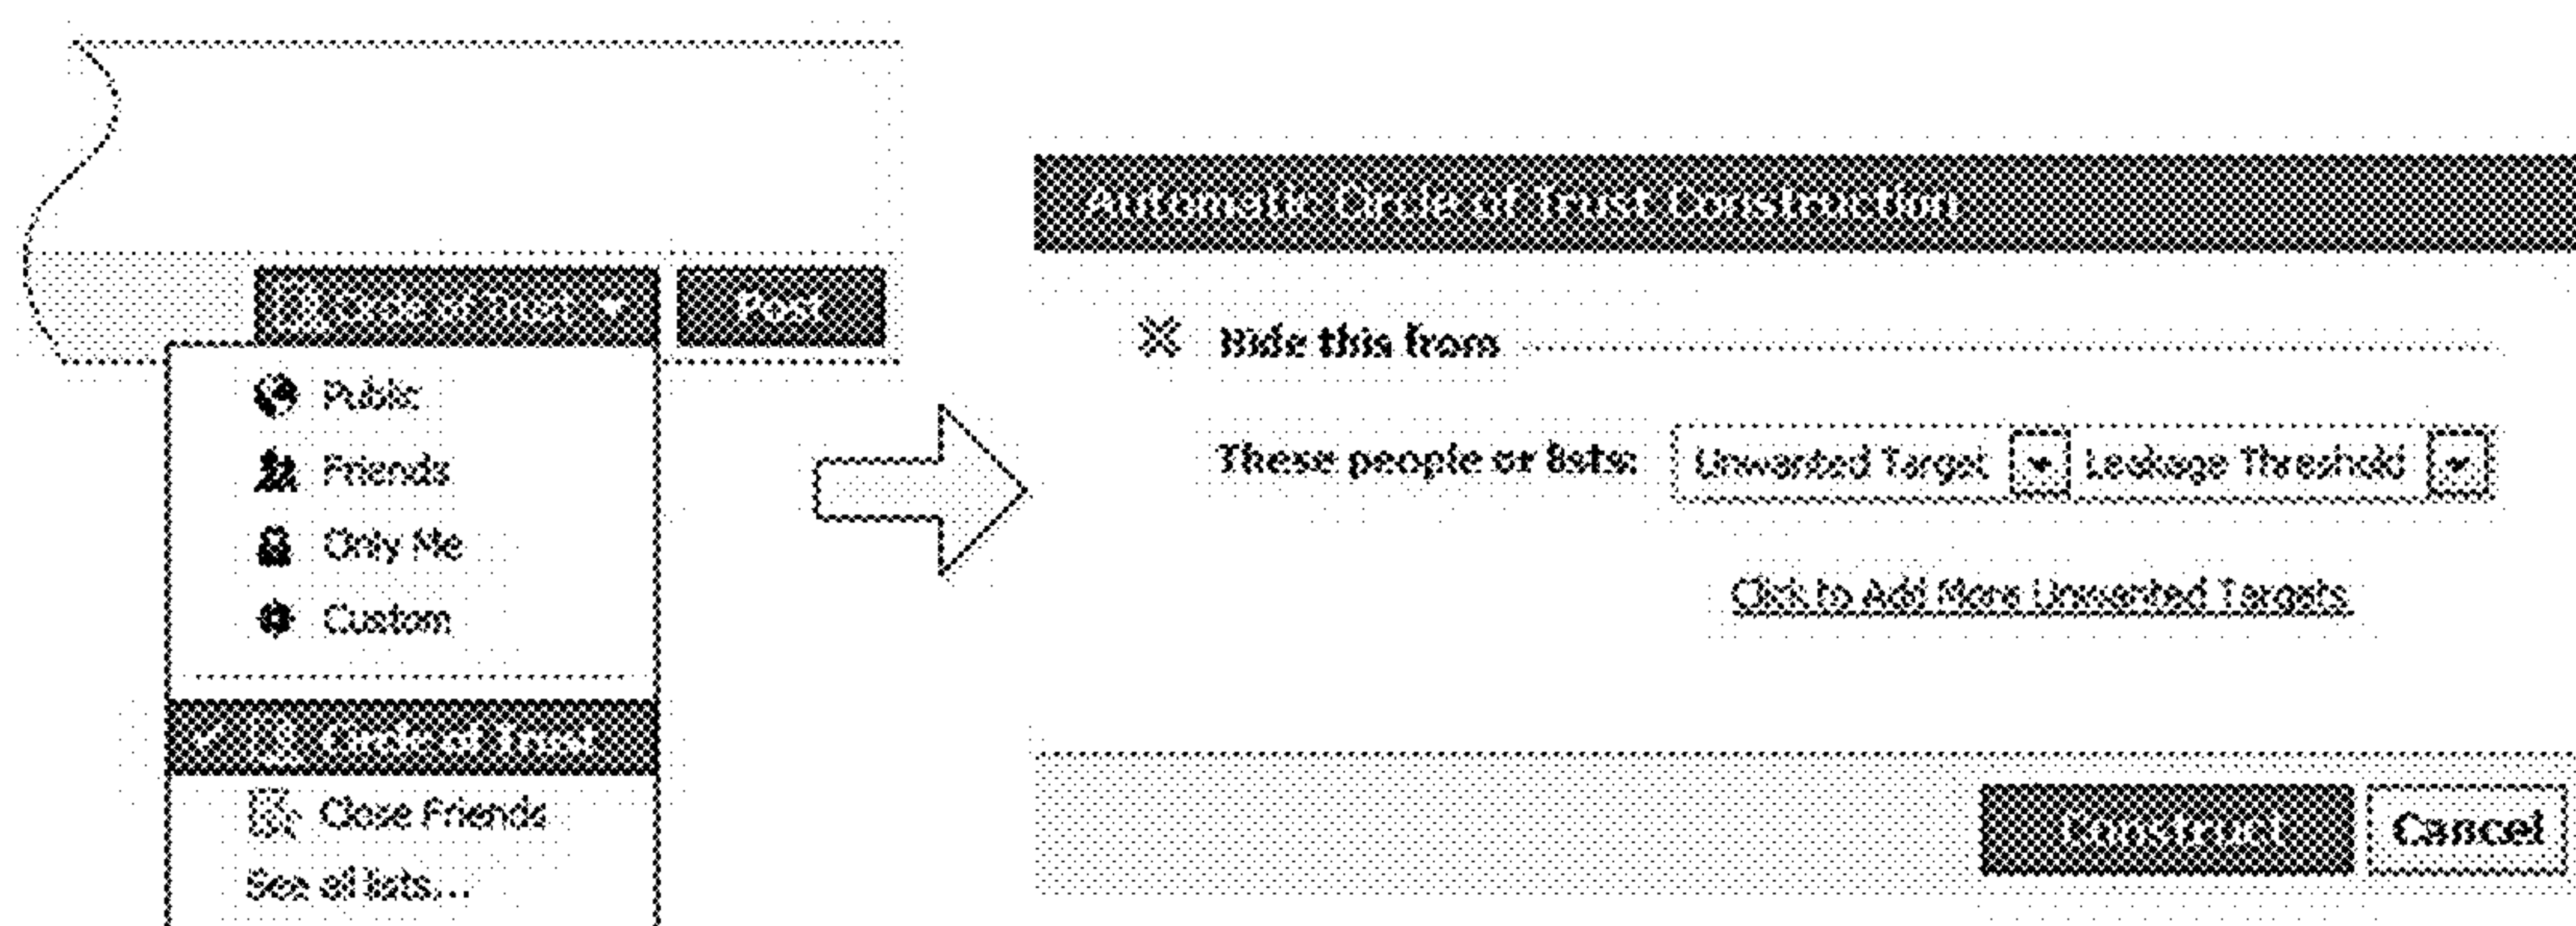 Circle of Trust
Post
Public
Friends
Only Me
Custom
Circle of Trust
Close Friends
See all lists...
Automatic Circle of Trust Construction
Hide this from
These people or lists:
Unwanted Target
Leakage Threshold
Click to Add More Unwanted Targets
Construct
Cancel